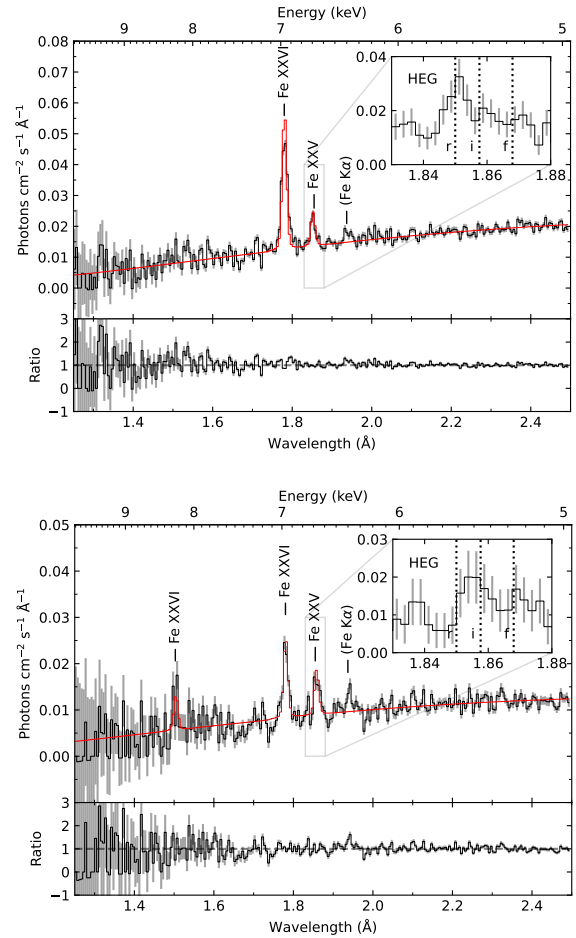 Energy (keV)
9 8 7 6 5
0.08
0.07
0.06
0.05
0.04
0.03
0.02
0.01
0.00
Photons cm⁻² s⁻¹ Å⁻¹
Fe XXVI
Fe XXV
(Fe Kα)
HEG
0.04
0.02
0.00
r i f
1.84 1.86 1.88
3
2
1
0
−1
Ratio
1.4 1.6 1.8 2.0 2.2 2.4
Wavelength (Å)
Energy (keV)
9 8 7 6 5
0.05
0.04
0.03
0.02
0.01
0.00
Photons cm⁻² s⁻¹ Å⁻¹
Fe XXVI
Fe XXVI
Fe XXV
(Fe Kα)
HEG
0.03
0.02
0.01
0.00
r i f
1.84 1.86 1.88
3
2
1
0
−1
Ratio
1.4 1.6 1.8 2.0 2.2 2.4
Wavelength (Å)